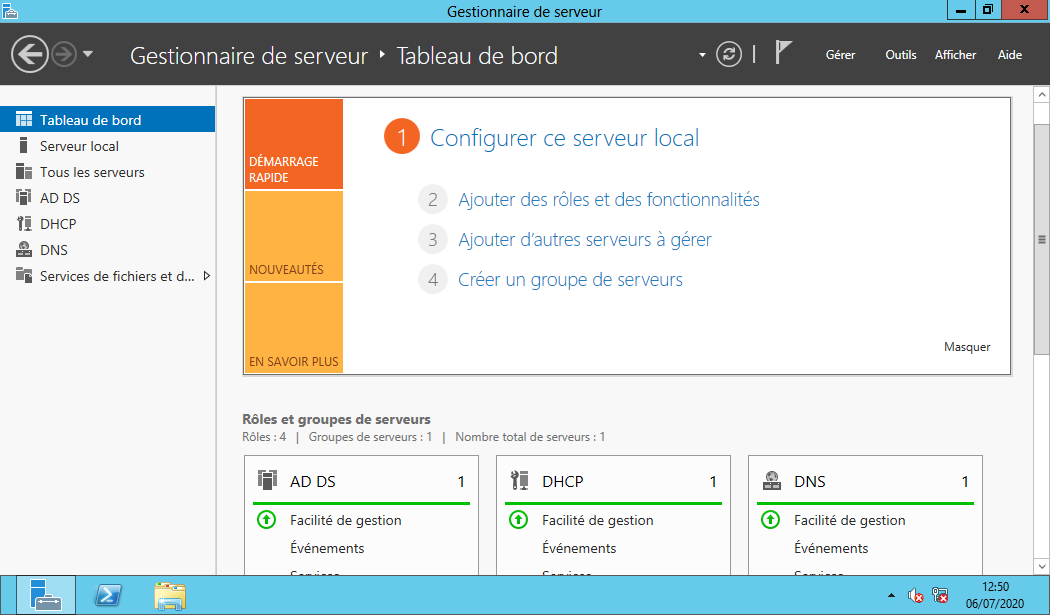 Gestionnaire de serveur
Gestionnaire de serveur
Tableau de bord
Gérer
Outils
Afficher
Aide
Tableau de bord
Serveur local
Tous les serveurs
AD DS
DHCP
DNS
Services de fichiers et d...
DÉMARRAGE
RAPIDE
NOUVEAUTÉS
EN SAVOIR PLUS
1 Configurer ce serveur local
2 Ajouter des rôles et des fonctionnalités
3 Ajouter d’autres serveurs à gérer
4 Créer un groupe de serveurs
Masquer
Rôles et groupes de serveurs
Rôles : 4 | Groupes de serveurs : 1 | Nombre total de serveurs : 1
AD DS 1
Facilité de gestion
Événements
Services
DHCP 1
Facilité de gestion
Événements
Services
DNS 1
Facilité de gestion
Événements
Services
12:50
06/07/2020